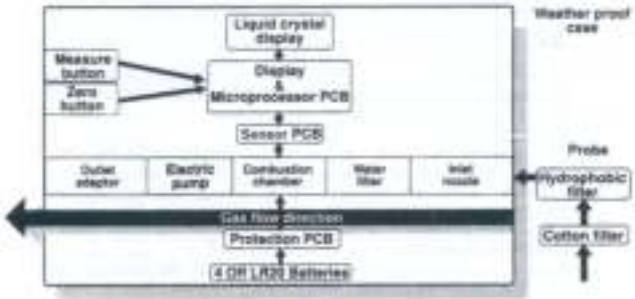 Liquid crystal
display
Weather proof
case
Measure
button
Zero
button
Display
&
Microprocessor PCB
Sensor PCB
Probe
Outlet
adaptor
Electric
pump
Combustion
chamber
Water
filter
Inlet
nozzle
Hydrophobic
filter
Gas flow direction
Protection PCB
Cotton filter
4 Off LR20 Batteries